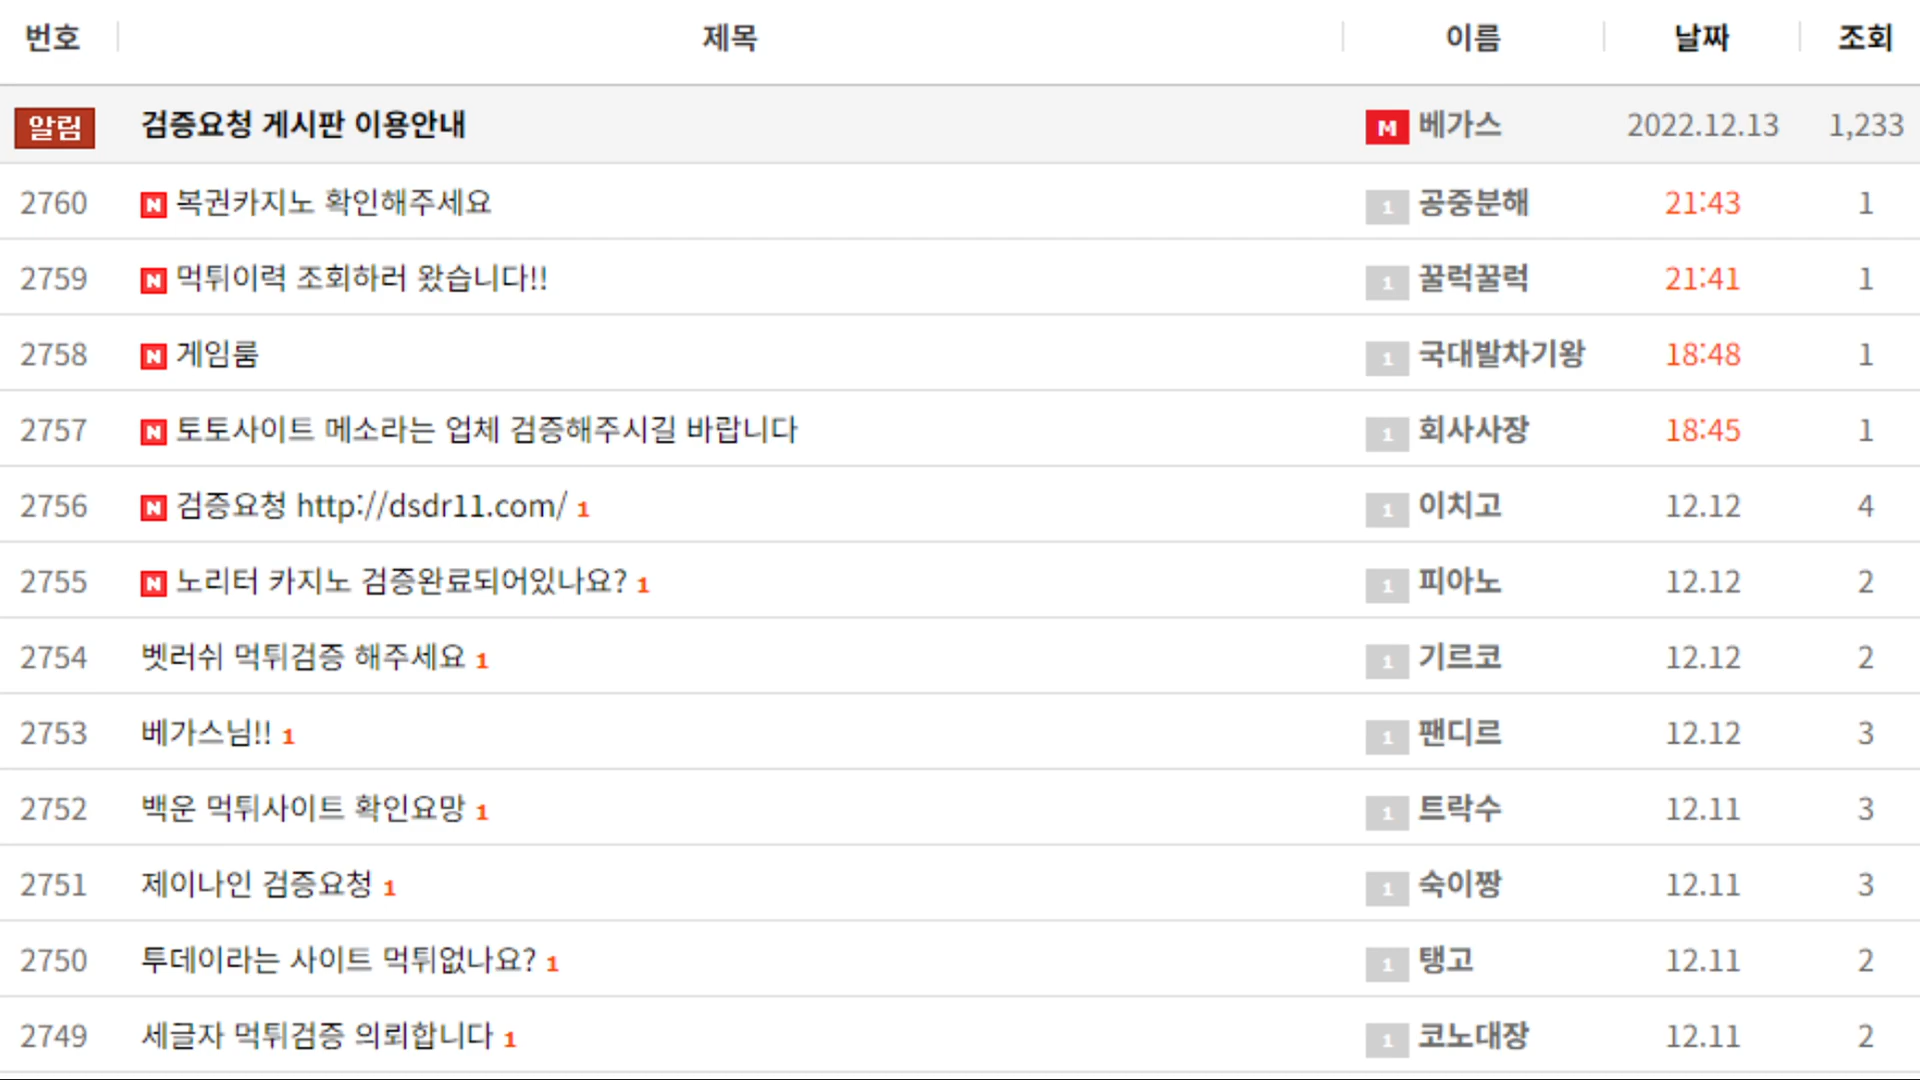 번호 제목 이름 날짜 조회
알림 검증요청 게시판 이용안내 M 베가스 2022.12.13 1,233
2760 N 복권카지노 확인해주세요 1 공중분해 21:43 1
2759 N 먹튀이력 조회하러 왔습니다!! 1 꿀럭꿀럭 21:41 1
2758 N 게임룸 1 국대발차기왕 18:48 1
2757 N 토토사이트 메소라는 업체 검증해주시길 바랍니다 1 회사사장 18:45 1
2756 N 검증요청 http://dsdr11.com/ 1 1 이치고 12.12 4
2755 N 노리터 카지노 검증완료되어있나요? 1 1 피아노 12.12 2
2754 벳러쉬 먹튀검증 해주세요 1 1 기르코 12.12 2
2753 베가스님!! 1 1 팬디르 12.12 3
2752 백운 먹튀사이트 확인요망 1 1 트락수 12.11 3
2751 제이나인 검증요청 1 1 숙이짱 12.11 3
2750 투데이라는 사이트 먹튀없나요? 1 1 탱고 12.11 2
2749 세글자 먹튀검증 의뢰합니다 1 1 코노대장 12.11 2